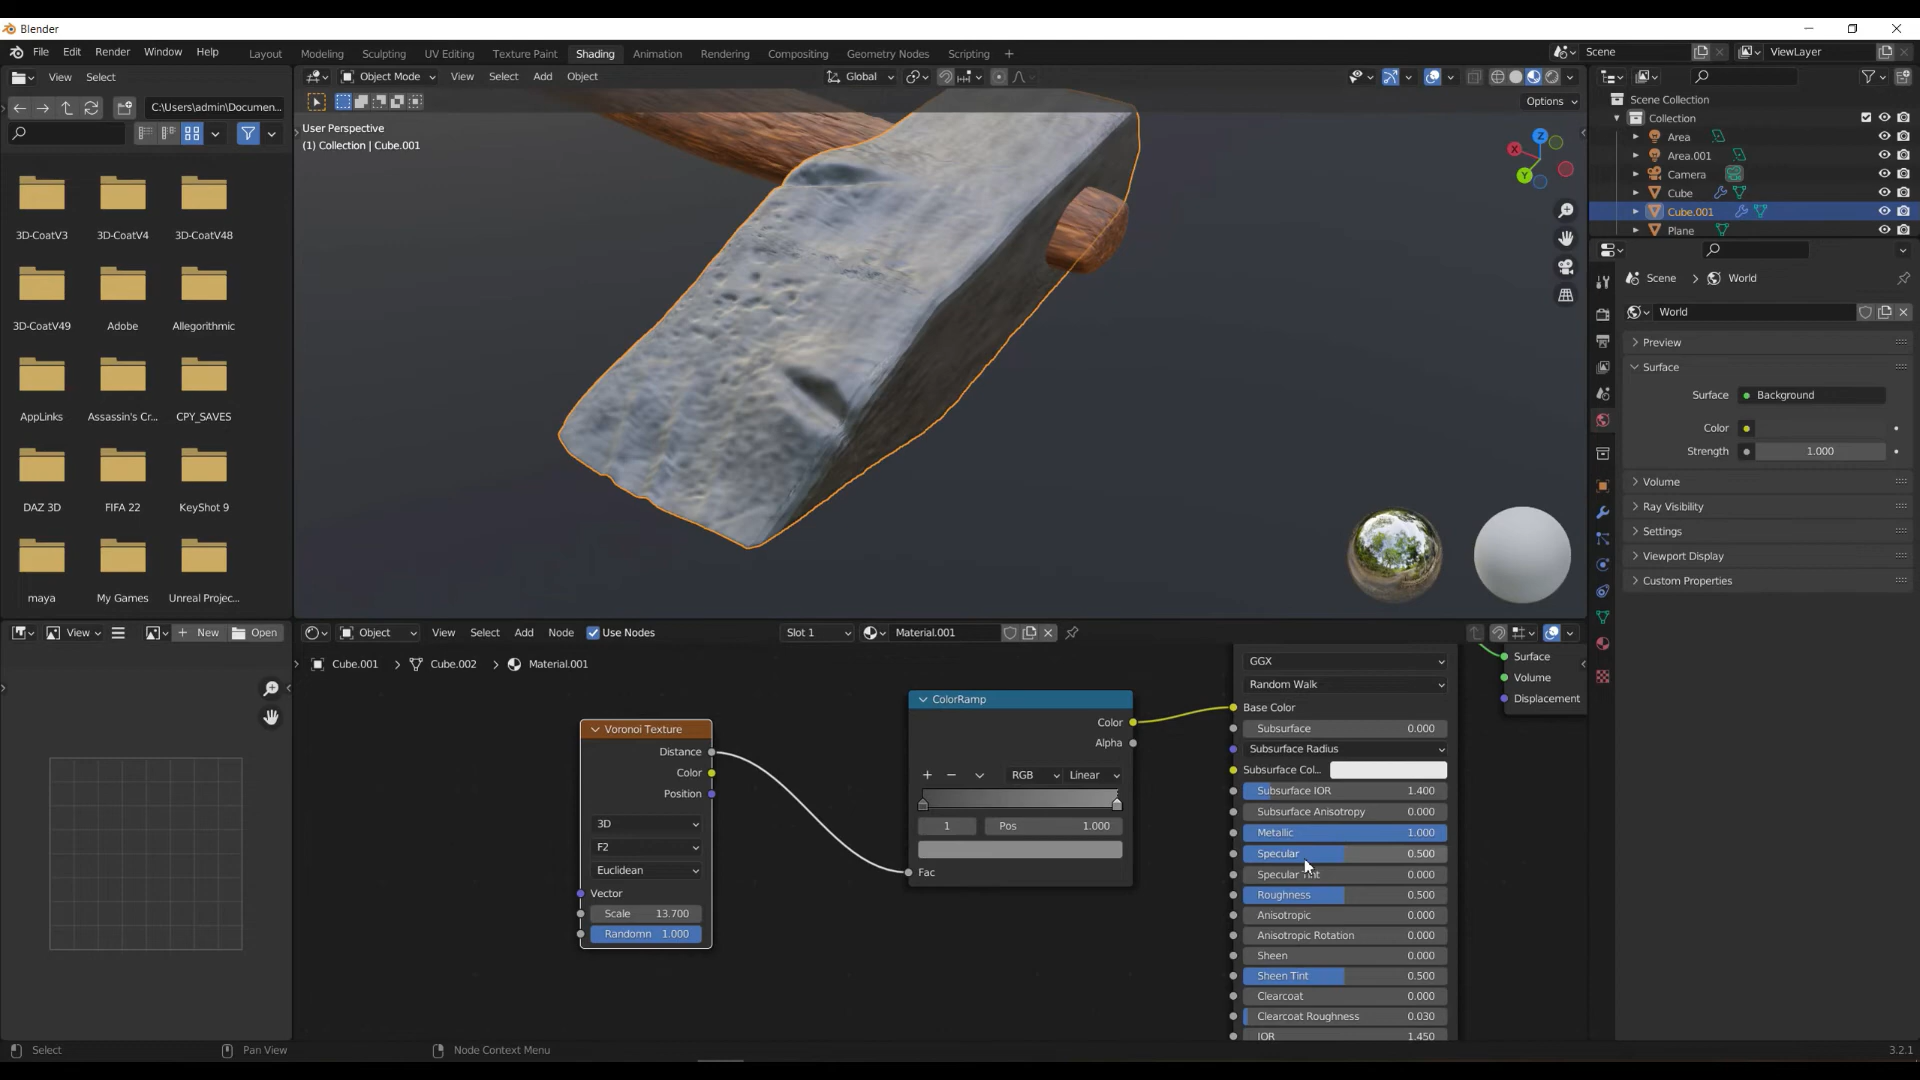 Blender
File Edit Render Window Help Layout Modeling Sculpting UV Editing Texture Paint Shading Animation Rendering Compositing Geometry Nodes Scripting + Scene ViewLayer
View Select
Object Mode View Select Add Object Global
C:\Users\admin\Documen...
Options
User Perspective
(1) Collection | Cube.001
3D-CoatV3 3D-CoatV4 3D-CoatV48
3D-CoatV49 Adobe Allegorithmic
AppLinks Assassin's Cr... CPY_SAVES
DAZ 3D FIFA 22 KeyShot 9
maya My Games Unreal Projec...
Z
X
Y
Scene Collection
Collection
Area
Area.001
Camera
Cube
Cube.001
Plane
Scene > World
World
Preview
Surface
Surface Background
Color
Strength 1.000
Volume
Ray Visibility
Settings
Viewport Display
Custom Properties
View + New Open
Object View Select Add Node Use Nodes Slot 1 Material.001
Cube.001 > Cube.002 > Material.001
Voronoi Texture
Distance
Color
Position
3D
F2
Euclidean
Vector
Scale 13.700
Randomn 1.000
ColorRamp
Color
Alpha
+ − RGB Linear
1 Pos 1.000
Fac
GGX
Random Walk
Base Color
Subsurface 0.000
Subsurface Radius
Subsurface Col...
Subsurface IOR 1.400
Subsurface Anisotropy 0.000
Metallic 1.000
Specular 0.500
Specular Tint 0.000
Roughness 0.500
Anisotropic 0.000
Anisotropic Rotation 0.000
Sheen 0.000
Sheen Tint 0.500
Clearcoat 0.000
Clearcoat Roughness 0.030
IOR 1.450
Surface
Volume
Displacement
Select Pan View Node Context Menu 3.2.1